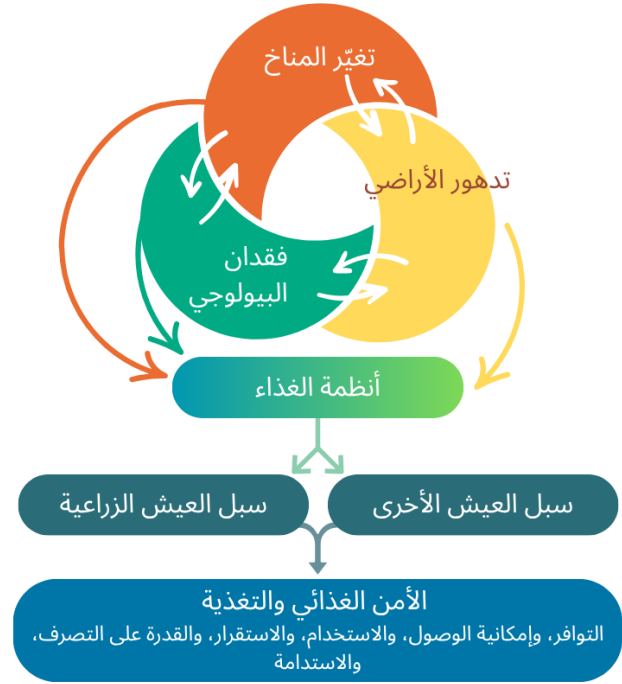 تغيّر المناخ
تدهور الأراضي
فقدان
البيولوجي
أنظمة الغذاء
سبل العيش الأخرى
سبل العيش الزراعية
الأمن الغذائي والتغذية
التوافر، وإمكانية الوصول، والاستخدام، والاستقرار، والقدرة على التصرف،
والاستدامة